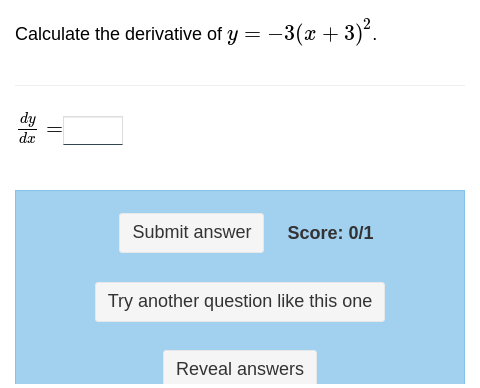 Calculate the derivative of y = −3(x + 3)².
dy/dx =
Submit answer Score: 0/1
Try another question like this one
Reveal answers